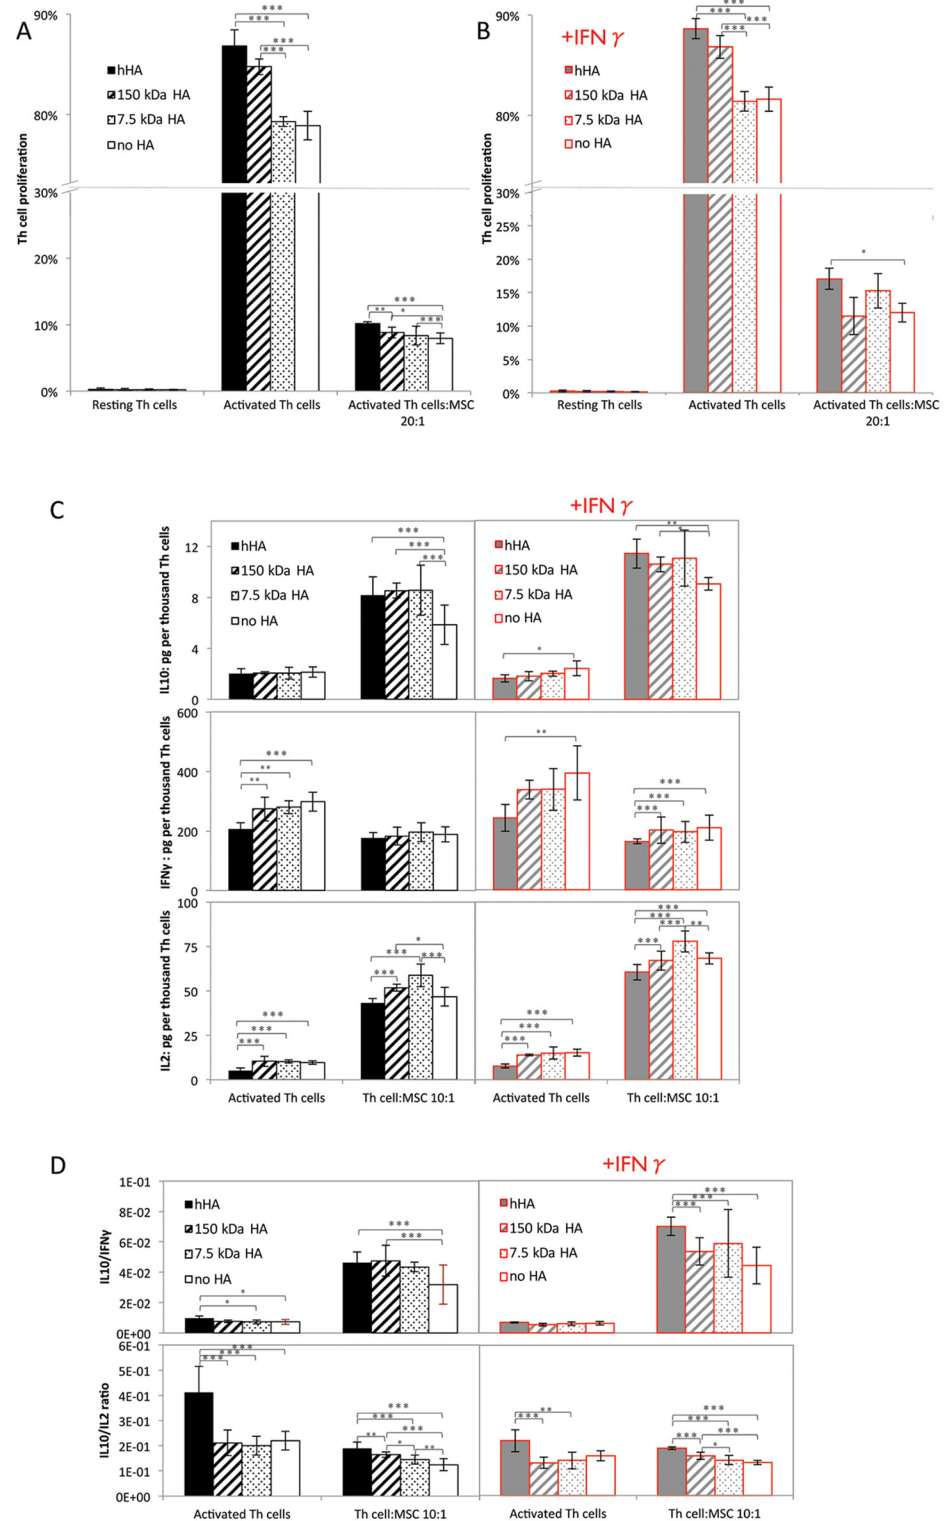 A
Th cell proliferation
90%
80%
30%
20%
10%
0%
hHA
150 kDa HA
7.5 kDa HA
no HA
***
***
***
***
***
**
*
***
Resting Th cells
Activated Th cells
Activated Th cells:MSC
20:1
B
+IFN γ
Th cell proliferation
90%
80%
30%
25%
20%
15%
10%
5%
0%
hHA
150 kDa HA
7.5 kDa HA
no HA
***
***
***
***
*
Resting Th cells
Activated Th cells
Activated Th cells:MSC
20:1
C
+IFN γ
IL10: pg per thousand Th cells
12
8
4
0
hHA
150 kDa HA
7.5 kDa HA
no HA
***
***
***
hHA
150 kDa HA
7.5 kDa HA
no HA
*
**
*
IFNγ : pg per thousand Th cells
600
400
200
0
***
**
**
**
***
***
***
IL2: pg per thousand Th cells
100
75
50
25
0
***
***
***
*
***
***
***
***
***
***
***
***
***
**
***
Activated Th cells
Th cell:MSC 10:1
Activated Th cells
Th cell:MSC 10:1
D
+IFN γ
IL10/IFNγ
1E-01
8E-02
6E-02
4E-02
2E-02
0E+00
hHA
150 kDa HA
7.5 kDa HA
no HA
*
*
***
***
hHA
150 kDa HA
7.5 kDa HA
no HA
***
***
***
IL10/IL2 ratio
6E-01
5E-01
4E-01
3E-01
2E-01
1E-01
0E+00
***
***
***
***
***
***
**
*
**
**
***
***
***
***
***
*
Activated Th cells
Th cell:MSC 10:1
Activated Th cells
Th cell:MSC 10:1